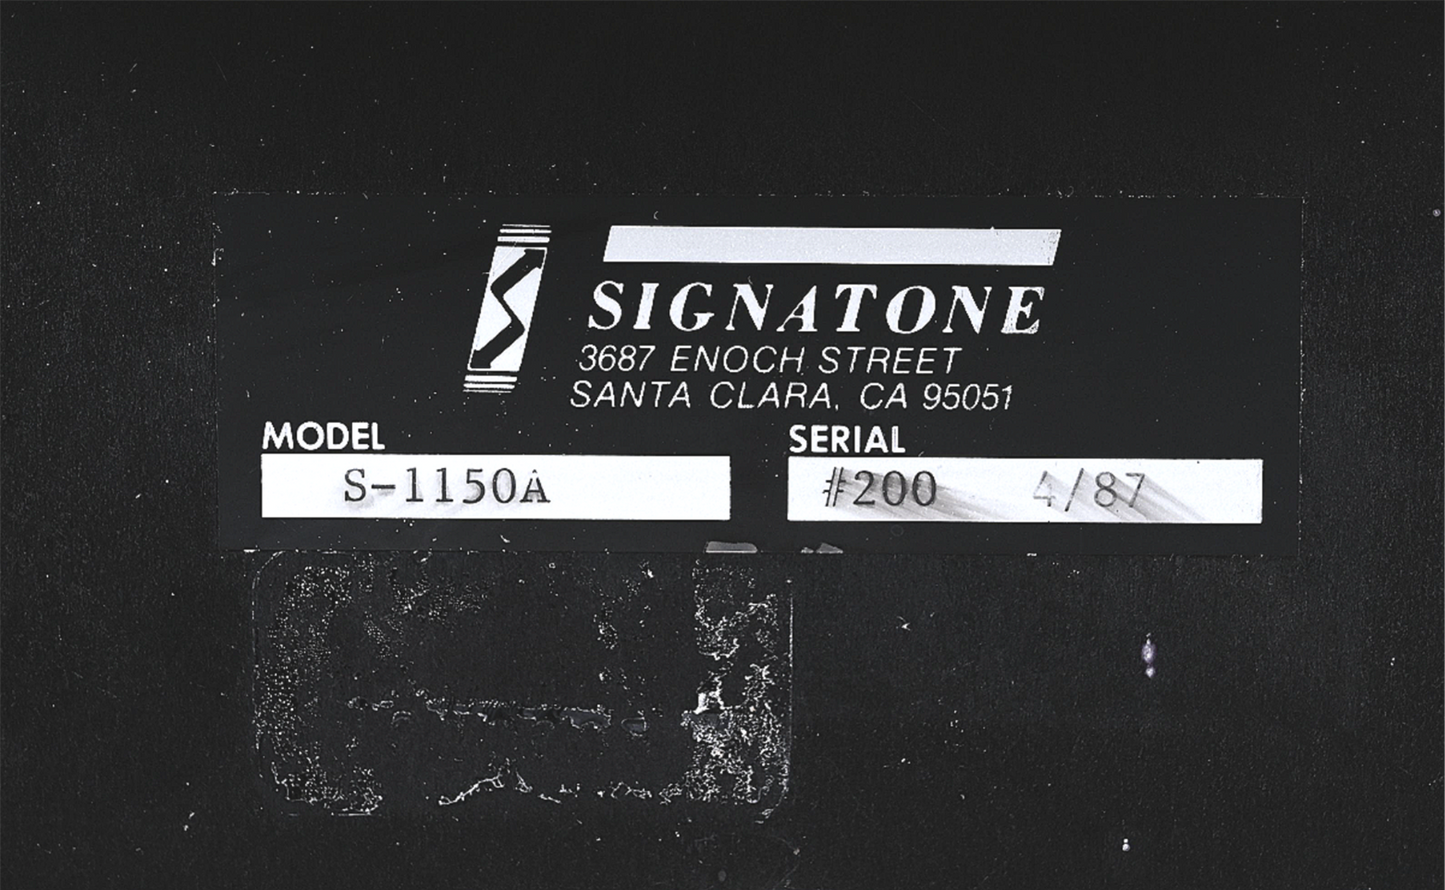 SIGNATONE
3687 ENOCH STREET
SANTA CLARA, CA 95051
MODEL
S-1150A
SERIAL
#200 4/87